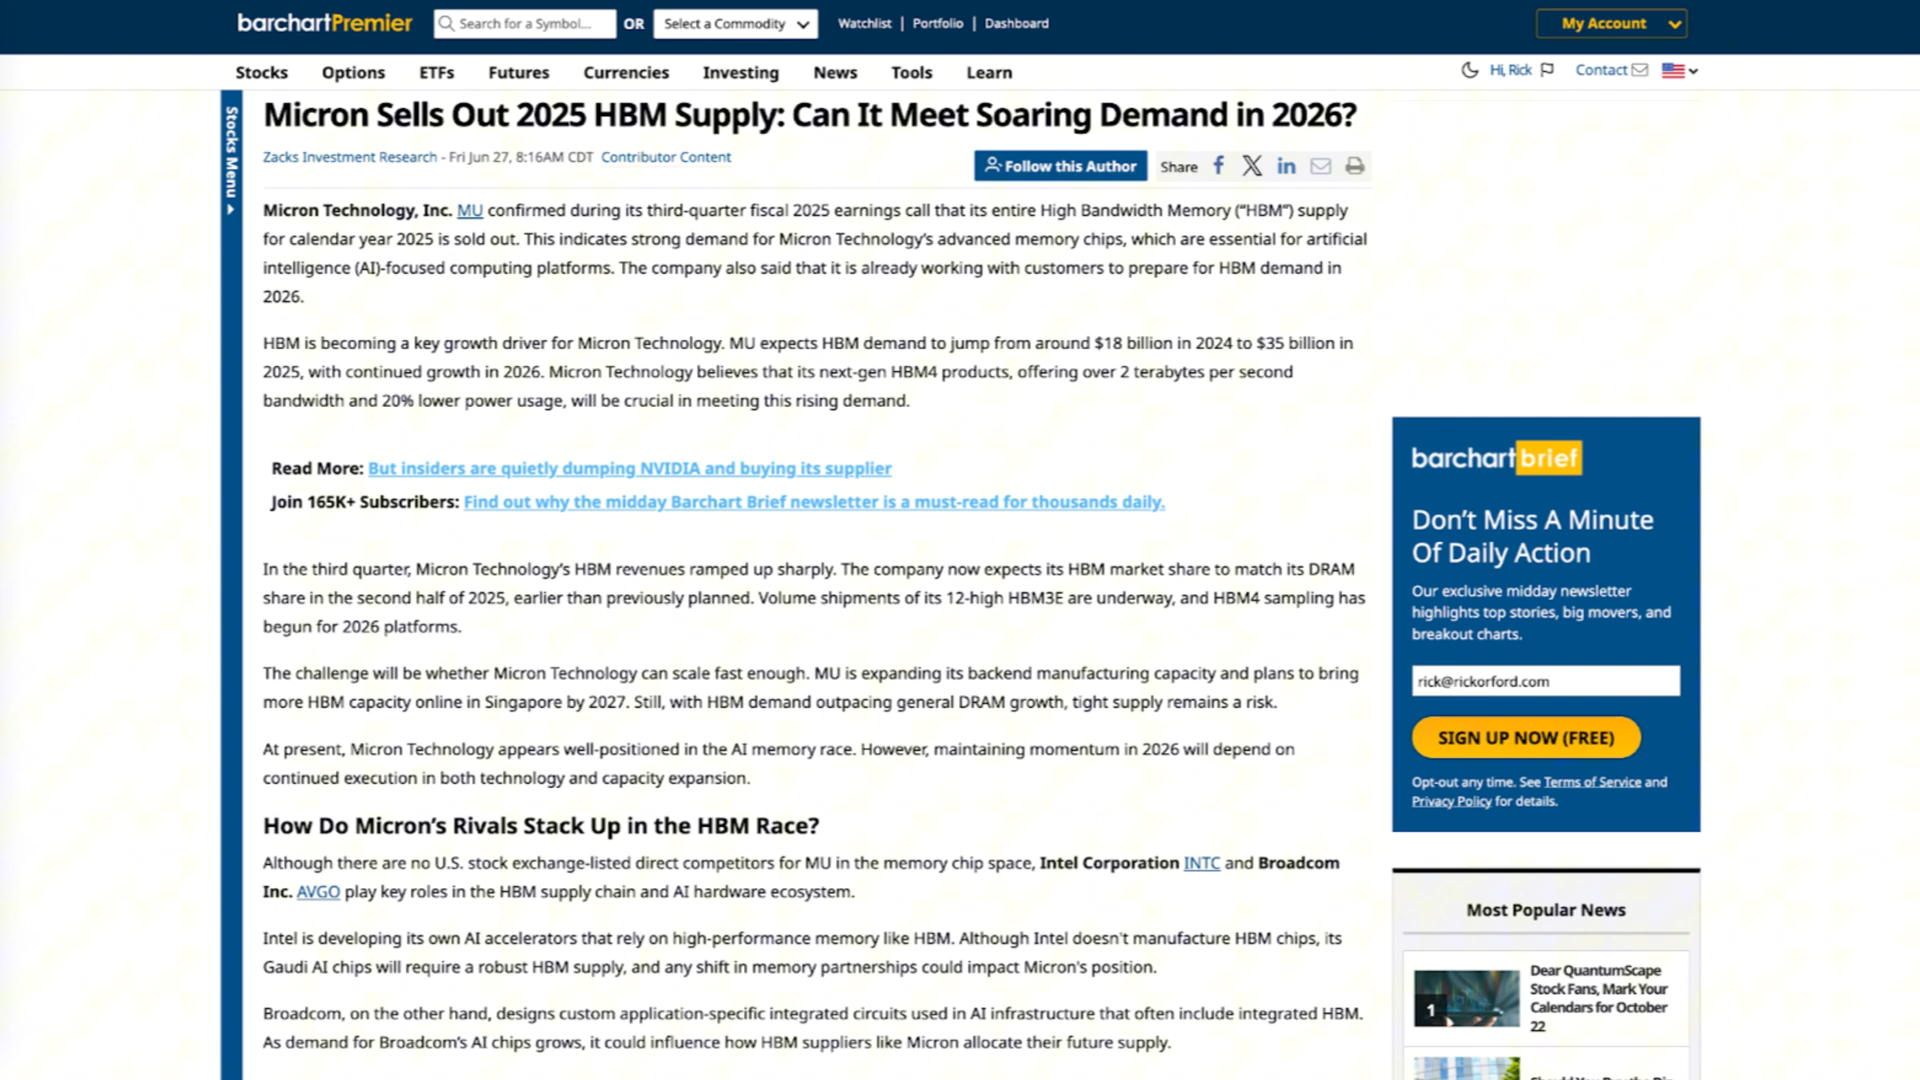 barchartPremier
Search for a Symbol...
OR
Select a Commodity
Watchlist | Portfolio | Dashboard
My Account
Stocks Options ETFs Futures Currencies Investing News Tools Learn
Hi, Rick
Contact
Stocks Menu
Micron Sells Out 2025 HBM Supply: Can It Meet Soaring Demand in 2026?
Zacks Investment Research - Fri Jun 27, 8:16AM CDT Contributor Content
Follow this Author
Share
Micron Technology, Inc. MU confirmed during its third-quarter fiscal 2025 earnings call that its entire High Bandwidth Memory (“HBM”) supply
for calendar year 2025 is sold out. This indicates strong demand for Micron Technology’s advanced memory chips, which are essential for artificial
intelligence (AI)-focused computing platforms. The company also said that it is already working with customers to prepare for HBM demand in
2026.
HBM is becoming a key growth driver for Micron Technology. MU expects HBM demand to jump from around $18 billion in 2024 to $35 billion in
2025, with continued growth in 2026. Micron Technology believes that its next-gen HBM4 products, offering over 2 terabytes per second
bandwidth and 20% lower power usage, will be crucial in meeting this rising demand.
Read More: But insiders are quietly dumping NVIDIA and buying its supplier
Join 165K+ Subscribers: Find out why the midday Barchart Brief newsletter is a must-read for thousands daily.
In the third quarter, Micron Technology’s HBM revenues ramped up sharply. The company now expects its HBM market share to match its DRAM
share in the second half of 2025, earlier than previously planned. Volume shipments of its 12-high HBM3E are underway, and HBM4 sampling has
begun for 2026 platforms.
The challenge will be whether Micron Technology can scale fast enough. MU is expanding its backend manufacturing capacity and plans to bring
more HBM capacity online in Singapore by 2027. Still, with HBM demand outpacing general DRAM growth, tight supply remains a risk.
At present, Micron Technology appears well-positioned in the AI memory race. However, maintaining momentum in 2026 will depend on
continued execution in both technology and capacity expansion.
How Do Micron’s Rivals Stack Up in the HBM Race?
Although there are no U.S. stock exchange-listed direct competitors for MU in the memory chip space, Intel Corporation INTC and Broadcom
Inc. AVGO play key roles in the HBM supply chain and AI hardware ecosystem.
Intel is developing its own AI accelerators that rely on high-performance memory like HBM. Although Intel doesn't manufacture HBM chips, its
Gaudi AI chips will require a robust HBM supply, and any shift in memory partnerships could impact Micron's position.
Broadcom, on the other hand, designs custom application-specific integrated circuits used in AI infrastructure that often include integrated HBM.
As demand for Broadcom’s AI chips grows, it could influence how HBM suppliers like Micron allocate their future supply.
barchart brief
Don’t Miss A Minute
Of Daily Action
Our exclusive midday newsletter
highlights top stories, big movers, and
breakout charts.
rick@rickorford.com
SIGN UP NOW (FREE)
Opt-out any time. See Terms of Service and
Privacy Policy for details.
Most Popular News
1
Dear QuantumScape
Stock Fans, Mark Your
Calendars for October
22